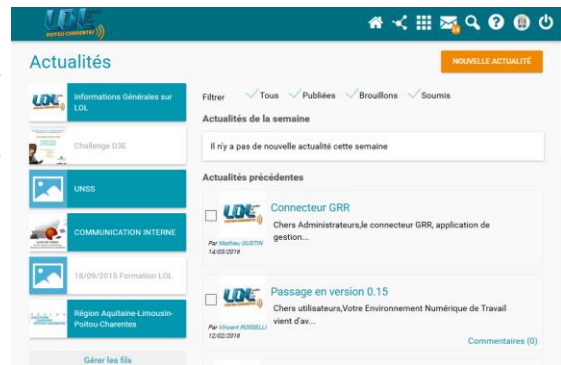 LOL
POITOU-CHARENTES
Actualités
NOUVELLE ACTUALITÉ
Informations Générales sur
LOL
Challenge D3E
UNSS
COMMUNICATION INTERNE
18/09/2015 Formation LOL
Région Aquitaine-Limousin-
Poitou-Charentes
Gérer les fils
Filtrer Tous Publiées Brouillons Soumis
Actualités de la semaine
Il n'y a pas de nouvelle actualité cette semaine
Actualités précédentes
LOL
Connecteur GRR
Chers Administrateurs,le connecteur GRR, application de
gestion...
Par Mathieu GUSTIN
14/03/2016
LOL
Passage en version 0.15
Chers utilisateurs,Votre Environnement Numérique de Travail
vient d'av...
Par Vincent ROSSELLI
12/02/2016
Commentaires (0)